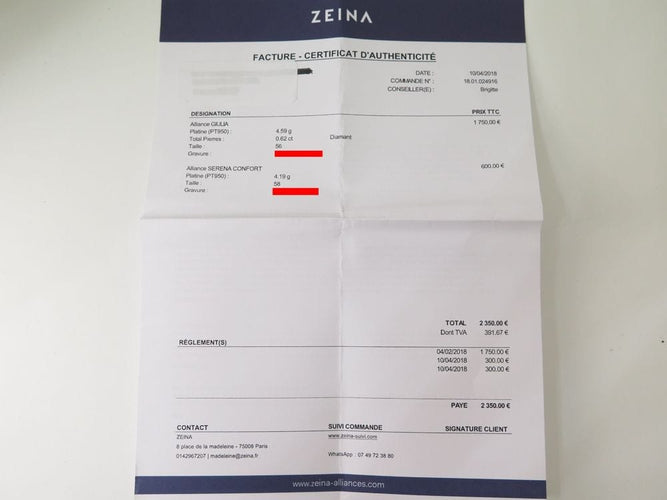 ZEINA
FACTURE - CERTIFICAT D'AUTHENTICITÉ
DATE : 10/04/2018
COMMANDE N° : 18.01.024916
CONSEILLER(E) : Brigitte
DESIGNATION PRIX TTC
Alliance GIULIA 1 750,00 €
Platine (PT950) : 4.59 g
Total Pierres : 0.62 ct Diamant
Taille : 56
Gravure :
Alliance SERENA CONFORT 600.00 €
Platine (PT950) : 4.19 g
Taille : 58
Gravure :
TOTAL 2 350.00 €
Dont TVA 391.67 €
RÉGLEMENT(S)
04/02/2018 1 750.00 €
10/04/2018 300.00 €
10/04/2018 300.00 €
PAYE 2 350.00 €
CONTACT SUIVI COMMANDE SIGNATURE CLIENT
ZEINA www.zeina-suivi.com
8 place de la madeleine - 75008 Paris
0142967207 | madeleine@zeina.fr WhatsApp : 07 49 72 38 80
www.zeina-alliances.com